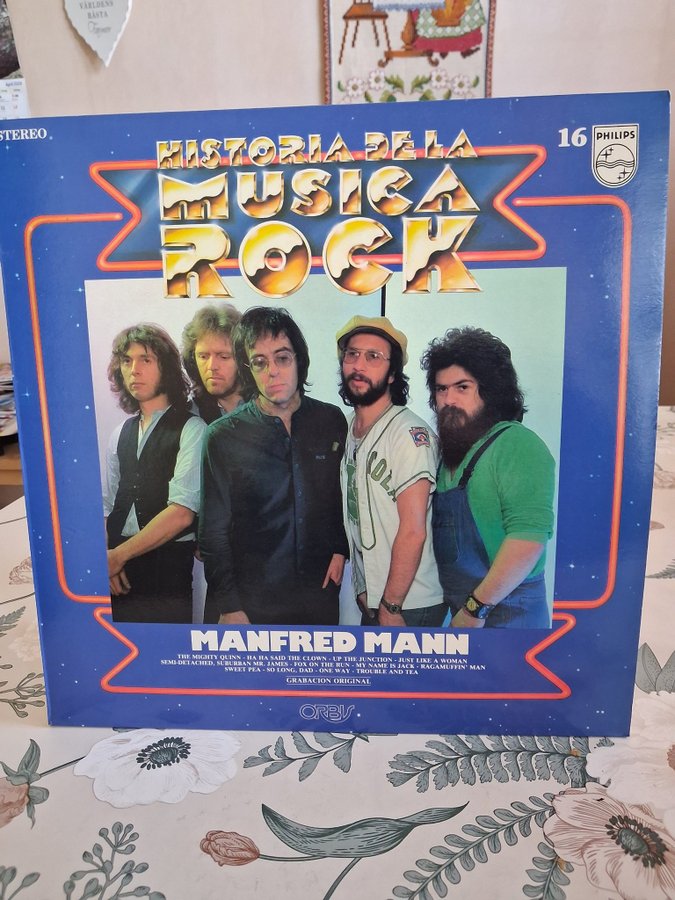 VÄRLDENS
BÄSTA
STEREO
HISTORIA DE LA
MUSICA
ROCK
16
PHILIPS
MANFRED MANN
THE MIGHTY QUINN - HA HA SAID THE CLOWN - UP THE JUNCTION - JUST LIKE A WOMAN
SEMI-DETACHED, SUBURBAN MR. JAMES - FOX ON THE RUN - MY NAME IS JACK - RAGAMUFFIN' MAN
SWEET PEA - SO LONG, DAD - ONE WAY - TROUBLE AND TEA
GRABACION ORIGINAL
ORBIS